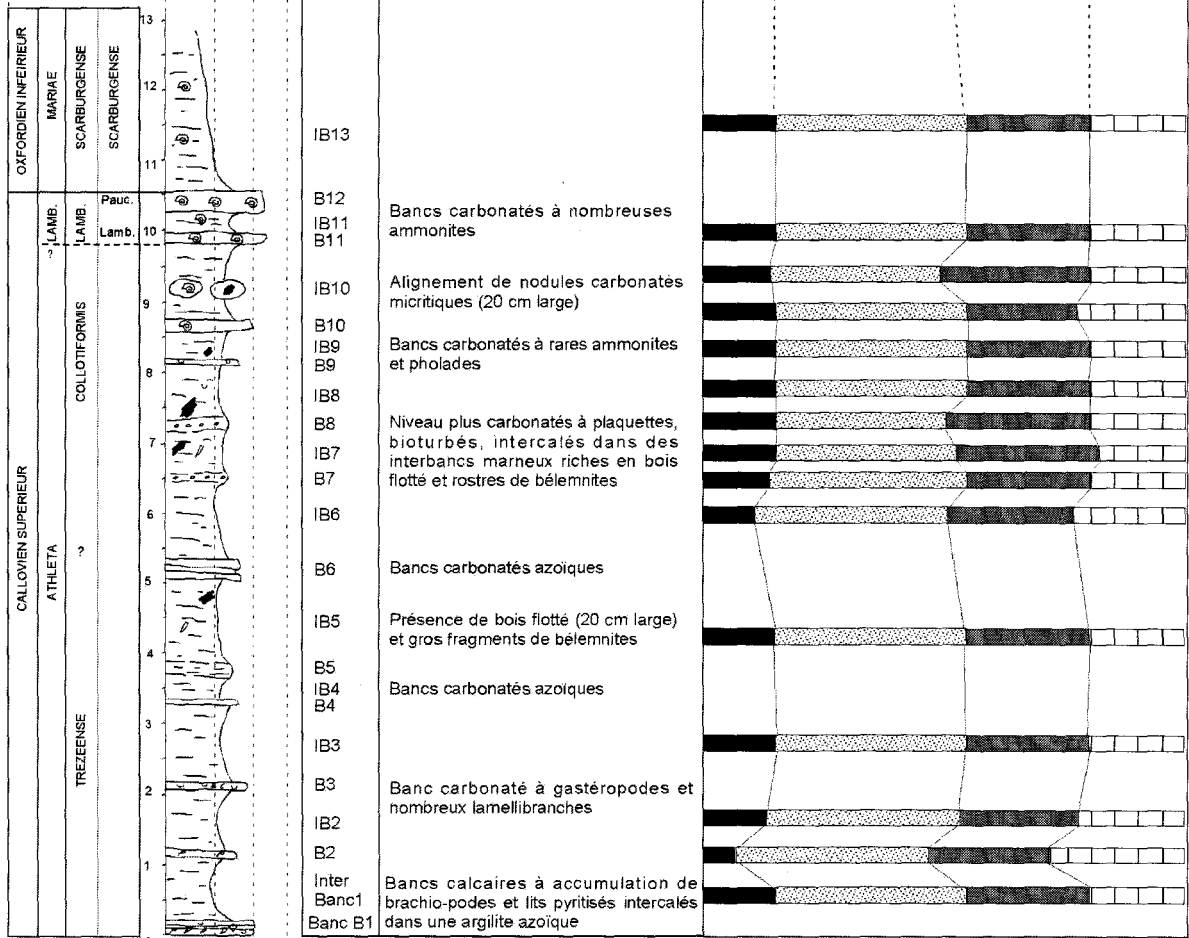 OXFORDIEN INFEIRIEUR
MARIAE
SCARBURGENSE
SCARBURGENSE
CALLOVIEN SUPERIEUR
LAMB.
LAMB.
Pauc.
Lamb.
?
ATHLETA
COLLOTIFORMIS
?
TREZEENSE
13
12
11
10
9
8
7
6
5
4
3
2
1
IB13
B12
IB11
B11
Bancs carbonatés à nombreuses
ammonites
IB10
Alignement de nodules carbonatés
micritiques (20 cm large)
B10
IB9
B9
Bancs carbonatés à rares ammonites
et pholades
IB8
B8
IB7
B7
Niveau plus carbonatés à plaquettes,
bioturbés, intercalés dans des
interbancs marneux riches en bois
flotté et rostres de bélemnites
IB6
B6
Bancs carbonatés azoïques
IB5
Présence de bois flotté (20 cm large)
et gros fragments de bélemnites
B5
IB4
B4
Bancs carbonatés azoïques
IB3
B3
Banc carbonaté à gastéropodes et
nombreux lamellibranches
IB2
B2
Inter
Banc1
Banc B1
Bancs calcaires à accumulation de
brachio-podes et lits pyritisés intercalés
dans une argilite azoïque